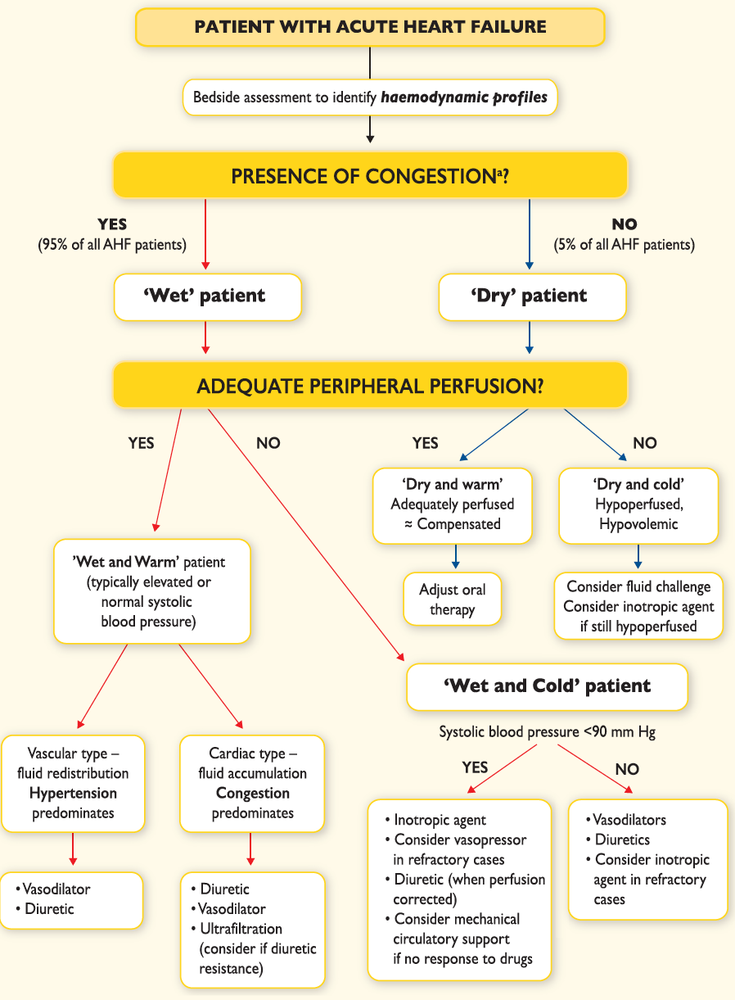 PATIENT WITH ACUTE HEART FAILURE
Bedside assessment to identify haemodynamic profiles
PRESENCE OF CONGESTIONª?
YES
(95% of all AHF patients)
NO
(5% of all AHF patients)
‘Wet’ patient
‘Dry’ patient
ADEQUATE PERIPHERAL PERFUSION?
YES
NO
YES
NO
‘Dry and warm’
Adequately perfused
≈ Compensated
‘Dry and cold’
Hypoperfused,
Hypovolemic
’Wet and Warm’ patient
(typically elevated or
normal systolic
blood pressure)
Adjust oral
therapy
Consider fluid challenge
Consider inotropic agent
if still hypoperfused
‘Wet and Cold’ patient
Systolic blood pressure <90 mm Hg
YES
NO
Vascular type –
fluid redistribution
Hypertension
predominates
Cardiac type –
fluid accumulation
Congestion
predominates
• Vasodilator
• Diuretic
• Diuretic
• Vasodilator
• Ultrafiltration
(consider if diuretic
resistance)
• Inotropic agent
• Consider vasopressor
in refractory cases
• Diuretic (when perfusion
corrected)
• Consider mechanical
circulatory support
if no response to drugs
• Vasodilators
• Diuretics
• Consider inotropic
agent in refractory
cases